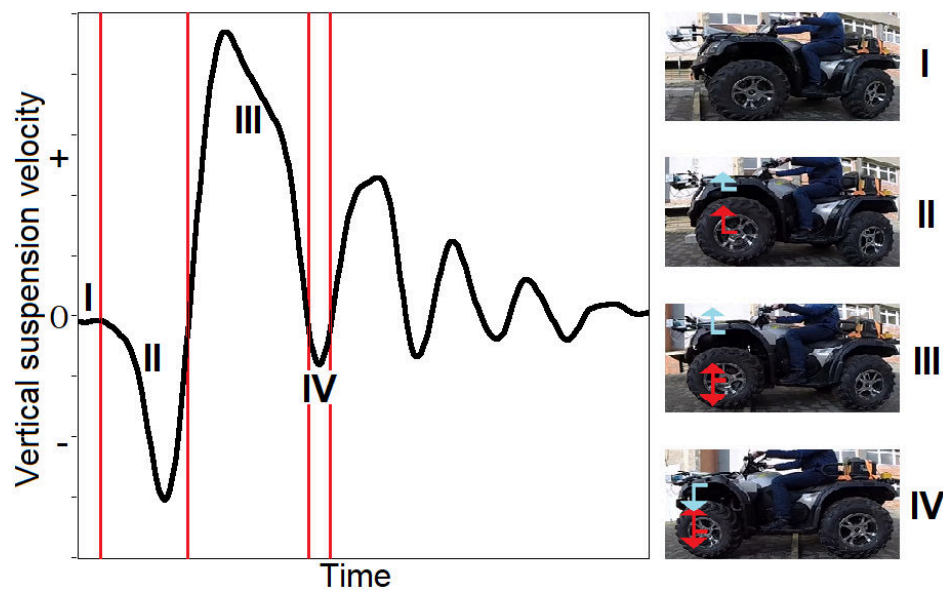 Vertical suspension velocity
+
0
-
I
II
III
IV
Time
I
II
III
IV